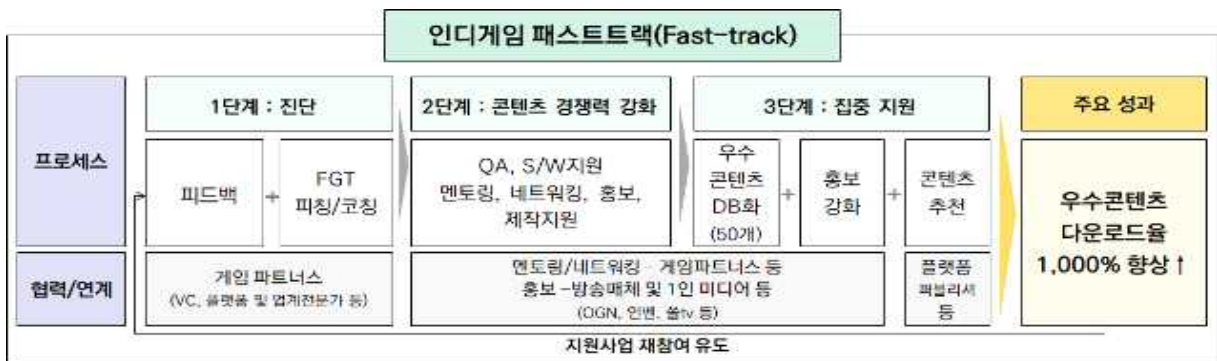 인디게임 패스트트랙(Fast-track)
프로세스
1단계 : 진단
2단계 : 콘텐츠 경쟁력 강화
3단계 : 집중 지원
주요 성과
피드백
+
FGT
피칭/코칭
QA, S/W지원
멘토링, 네트워킹, 홍보,
제작지원
우수
콘텐츠
DB화
(50개)
+
홍보
강화
+
콘텐츠
추천
우수콘텐츠
다운로드율
1,000% 향상↑
협력/연계
게임 파트너스
(VC, 플랫폼 및 업계전문가 등)
멘토링/네트워킹 – 게임파트너스 등
홍보 –방송매체 및 1인 미디어 등
(OGN, 인벤, 쫄tv 등)
플랫폼
퍼블리셔
등
지원사업 재참여 유도